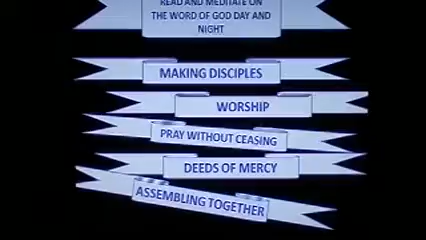 READ AND MEDITATE ON
THE WORD OF GOD DAY AND
NIGHT
MAKING DISCIPLES
WORSHIP
PRAY WITHOUT CEASING
DEEDS OF MERCY
ASSEMBLING TOGETHER